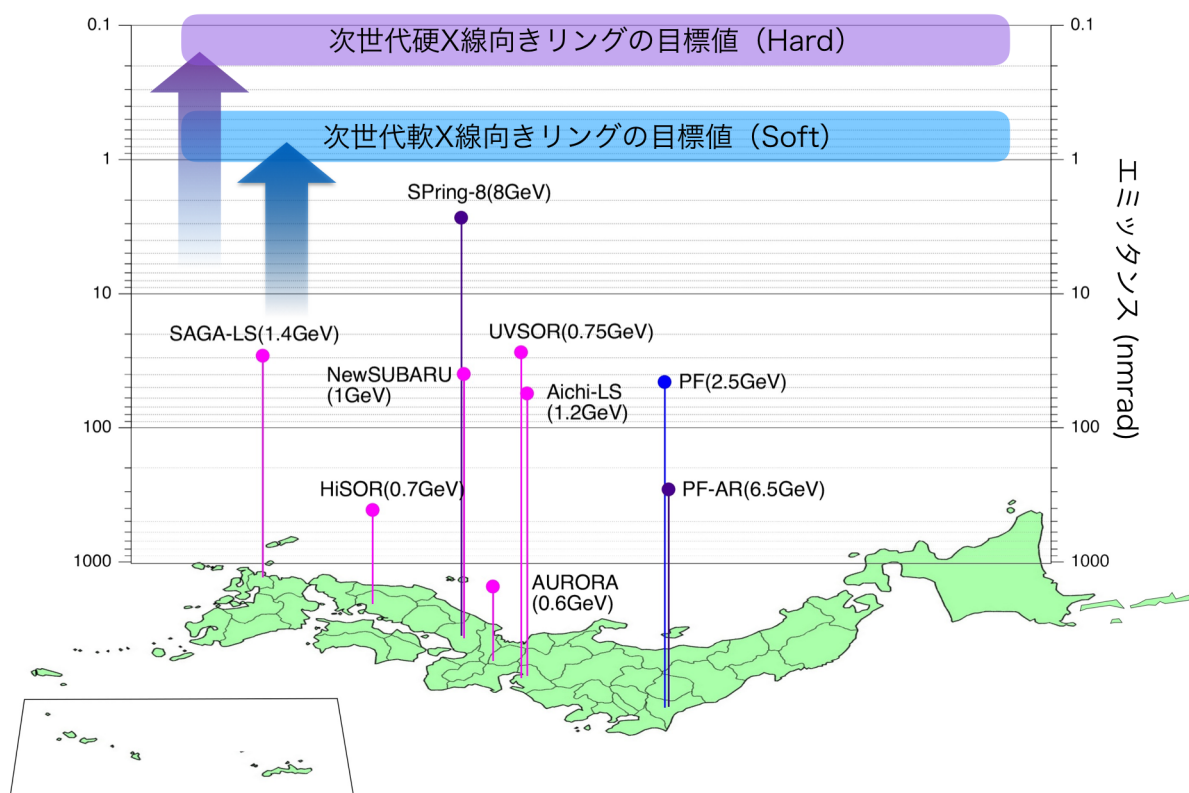 0.1
次世代硬X線向きリングの目標値（Hard）
0.1
次世代軟X線向きリングの目標値（Soft）
1
1
SPring-8(8GeV)
エミッタンス (nmrad)
10
10
SAGA-LS(1.4GeV)
UVSOR(0.75GeV)
NewSUBARU
(1GeV)
Aichi-LS
(1.2GeV)
PF(2.5GeV)
100
100
HiSOR(0.7GeV)
PF-AR(6.5GeV)
1000
1000
AURORA
(0.6GeV)